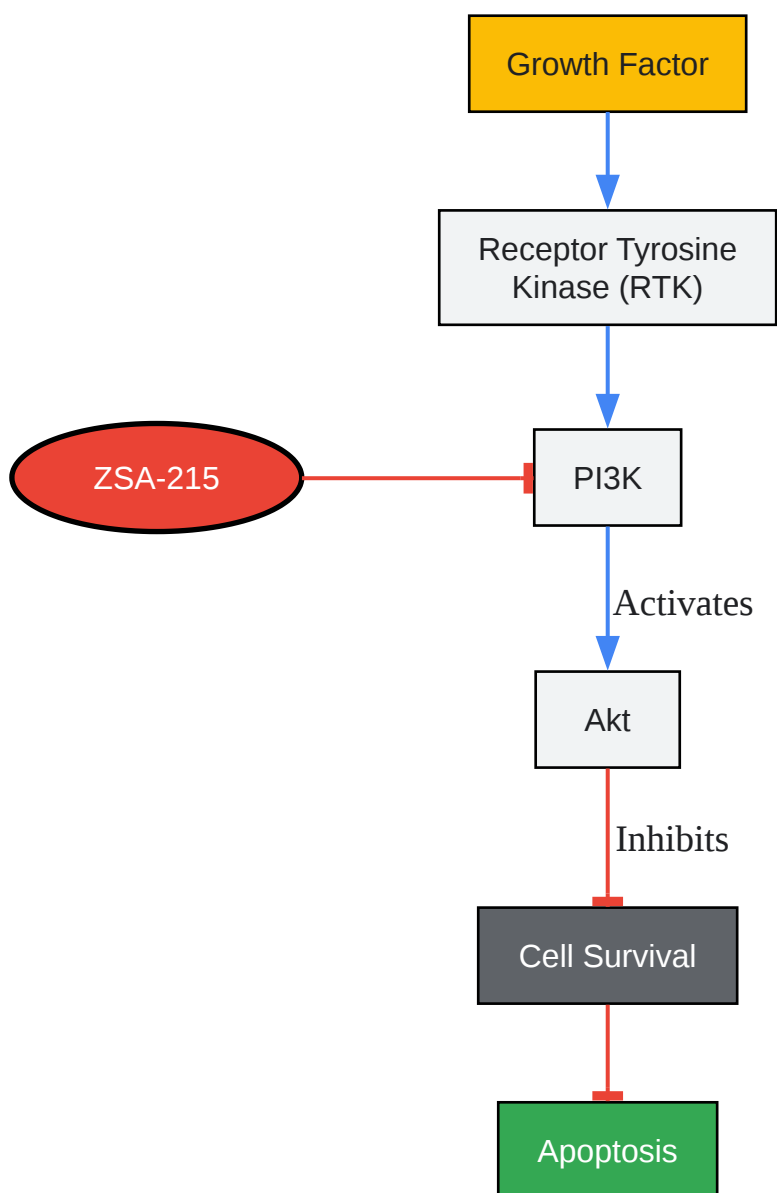 Growth Factor
Receptor Tyrosine
Kinase (RTK)
ZSA-215
PI3K
Activates
Akt
Inhibits
Cell Survival
Apoptosis